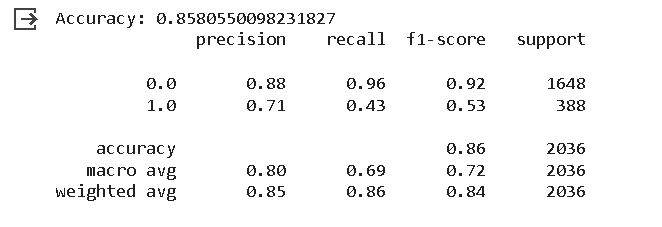 Accuracy: 0.8580550098231827
precision recall f1-score support
0.0 0.88 0.96 0.92 1648
1.0 0.71 0.43 0.53 388
accuracy 0.86 2036
macro avg 0.80 0.69 0.72 2036
weighted avg 0.85 0.86 0.84 2036